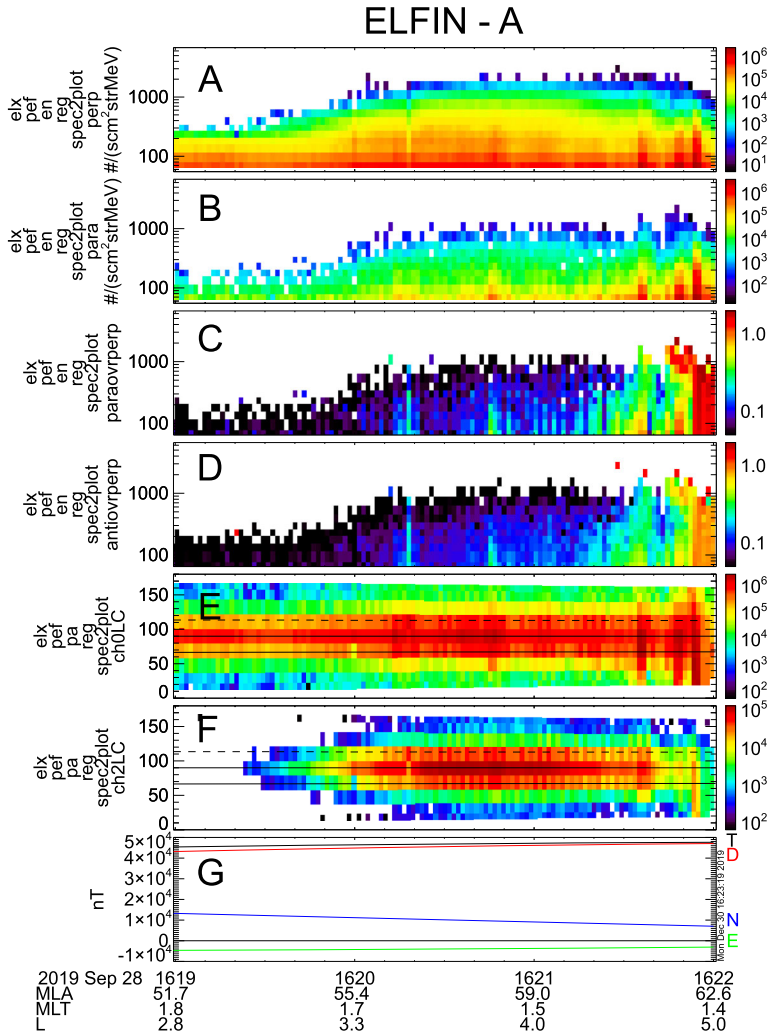 ELFIN - A
A
elx
pef
en
reg
spec2plot
perp
#/(scm²strMeV)
1000
100
10⁶
10⁵
10⁴
10³
10²
10¹
B
elx
pef
en
reg
spec2plot
para
#/(scm²strMeV)
1000
100
10⁶
10⁵
10⁴
10³
10²
C
elx
pef
en
reg
spec2plot
paraovrperp
1000
100
1.0
0.1
D
elx
pef
en
reg
spec2plot
antiovrperp
1000
100
1.0
0.1
E
elx
pef
pa
reg
spec2plot
ch0LC
150
100
50
0
10⁶
10⁵
10⁴
10³
10²
F
elx
pef
pa
reg
spec2plot
ch2LC
150
100
50
0
10⁵
10⁴
10³
10²
G
nT
5×10⁴
4×10⁴
3×10⁴
2×10⁴
1×10⁴
0
-1×10⁴
T
D
N
E
Mon Dec 30 16:23:19 2019
2019 Sep 28 1619 1620 1621 1622
MLA 51.7 55.4 59.0 62.6
MLT 1.8 1.7 1.5 1.4
L 2.8 3.3 4.0 5.0